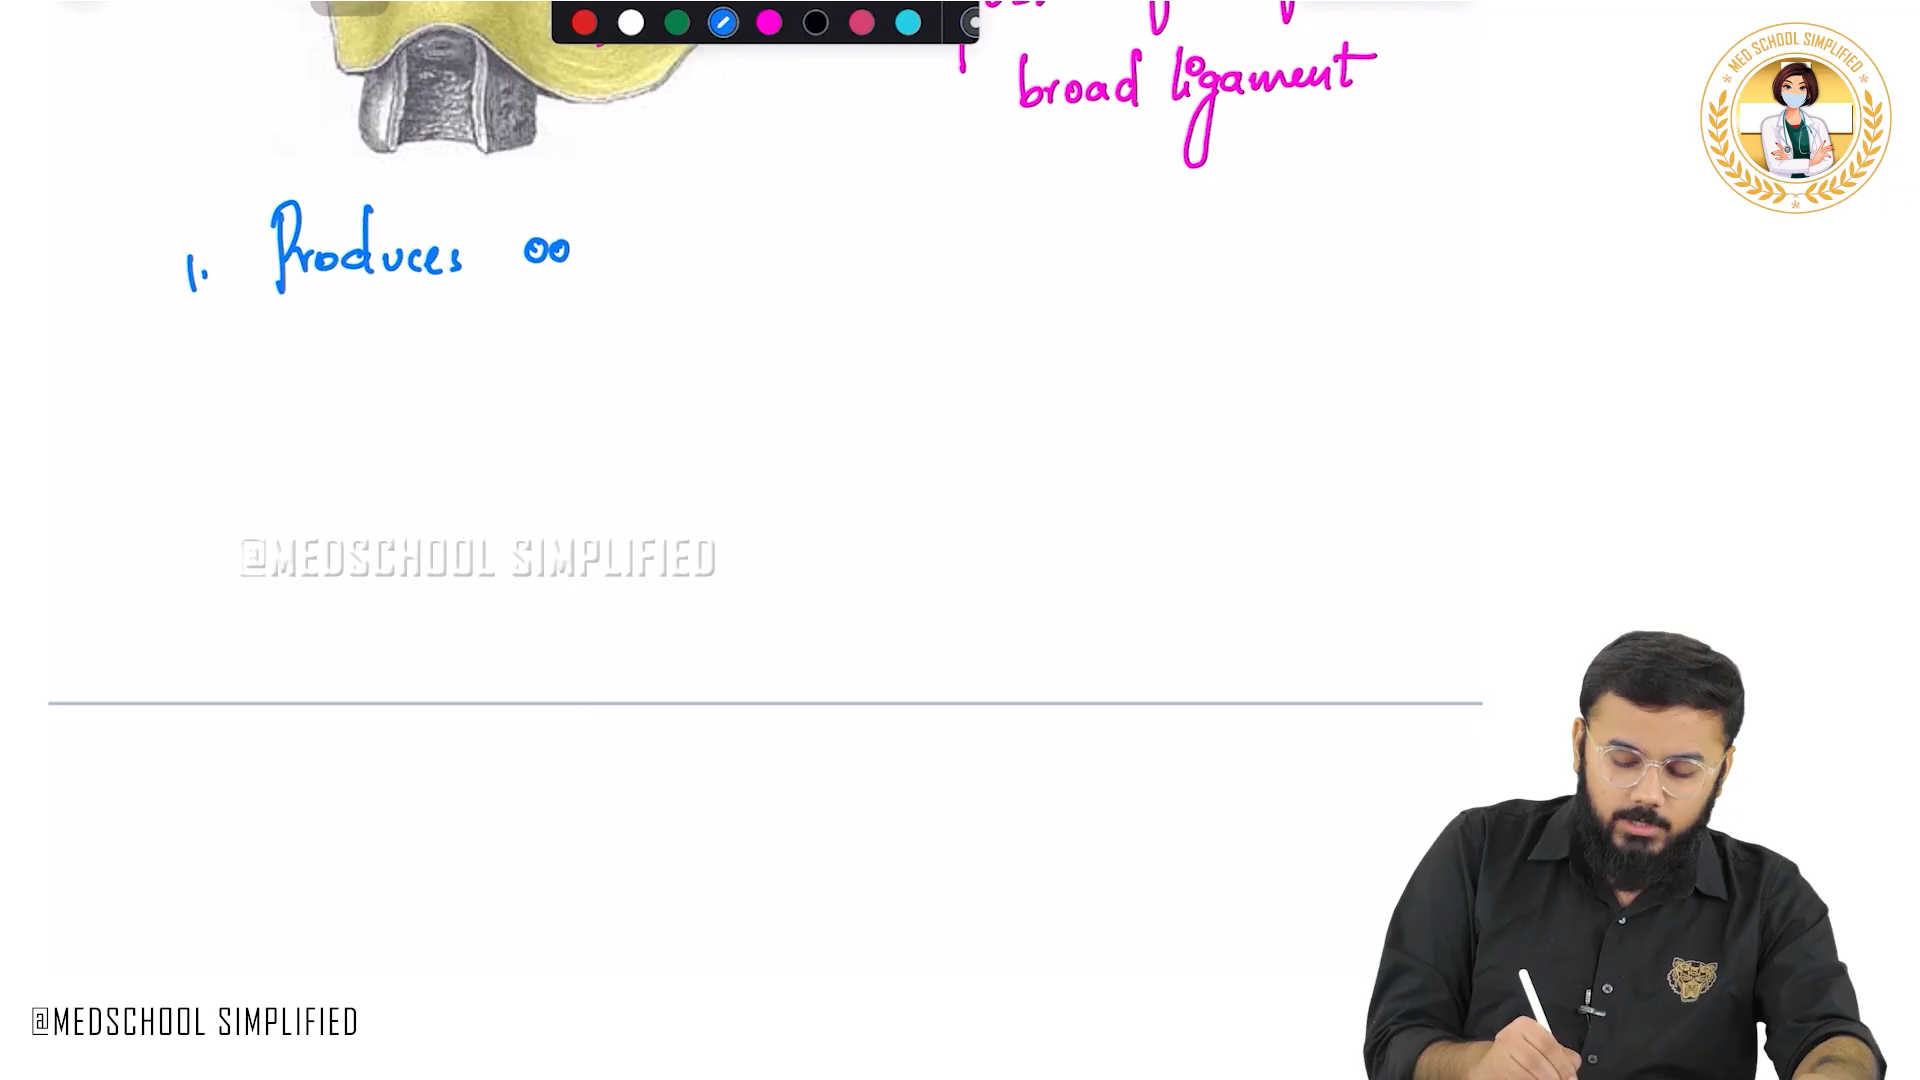 MED SCHOOL SIMPLIFIED
broad ligament
1. Produces oo
@MEDSCHOOL SIMPLIFIED
@MEDSCHOOL SIMPLIFIED